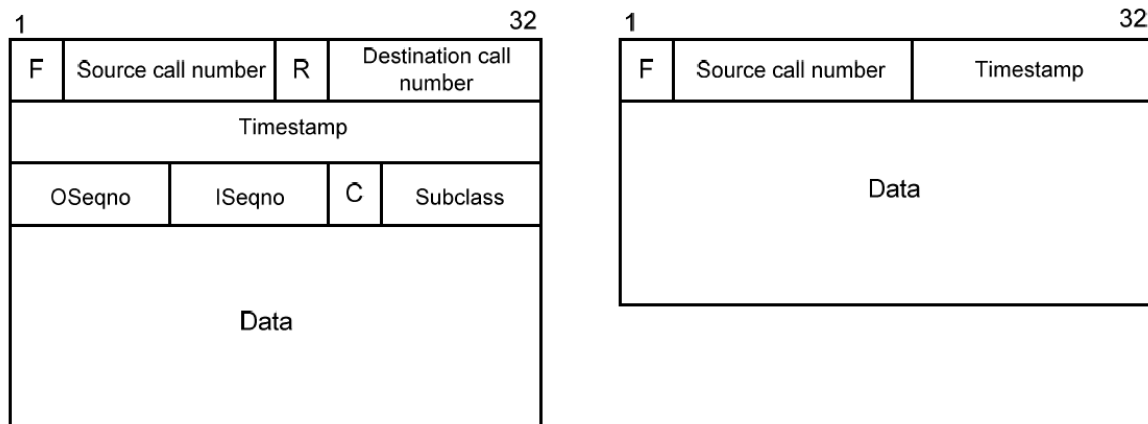 1 32
F Source call number R Destination call
number
Timestamp
OSeqno ISeqno C Subclass
Data
1 32
F Source call number Timestamp
Data